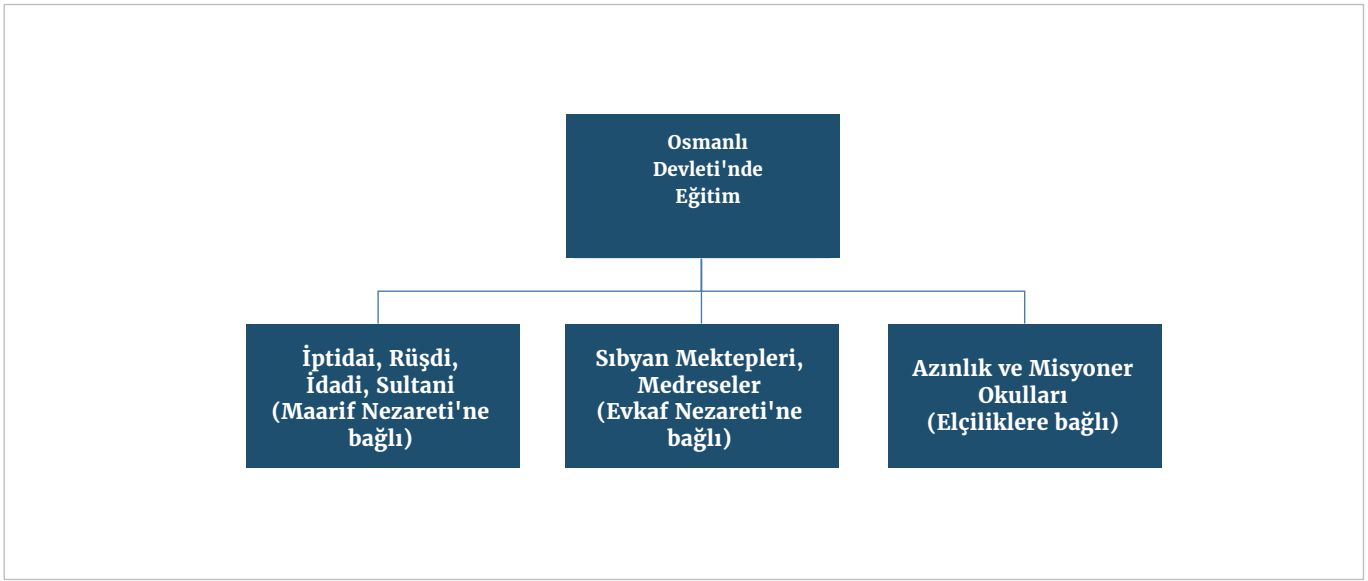 Osmanlı
Devleti'nde
Eğitim
İptidai, Rüşdi,
İdadi, Sultani
(Maarif Nezareti'ne
bağlı)
Sıbyan Mektepleri,
Medreseler
(Evkaf Nezareti'ne
bağlı)
Azınlık ve Misyoner
Okulları
(Elçiliklere bağlı)